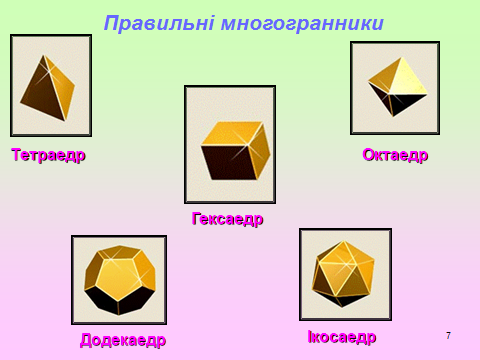 Правильні многогранники
Тетраедр
Октаедр
Гексаедр
Додекаедр
Ікосаедр
7